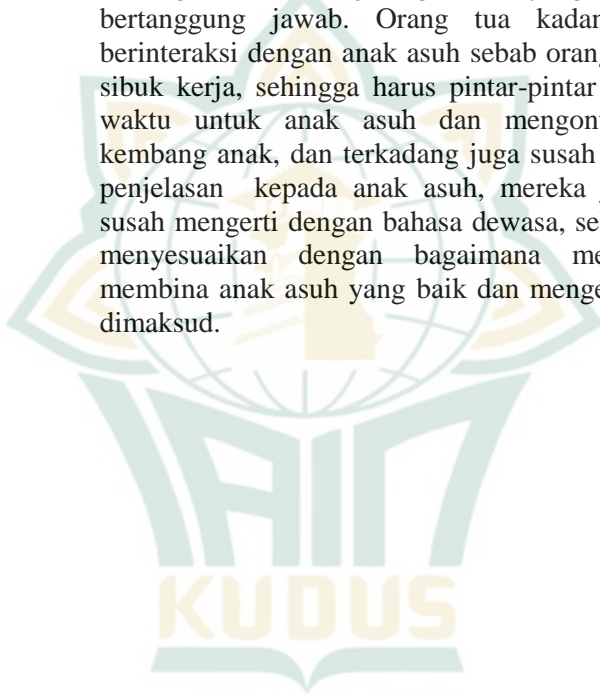 bertanggung jawab. Orang tua kadan
berinteraksi dengan anak asuh sebab orang
sibuk kerja, sehingga harus pintar-pintar
waktu untuk anak asuh dan mengon
kembang anak, dan terkadang juga susah
penjelasan kepada anak asuh, mereka
susah mengerti dengan bahasa dewasa, se
menyesuaikan dengan bagaimana me
membina anak asuh yang baik dan menge
dimaksud.
IAIN
KUDUS